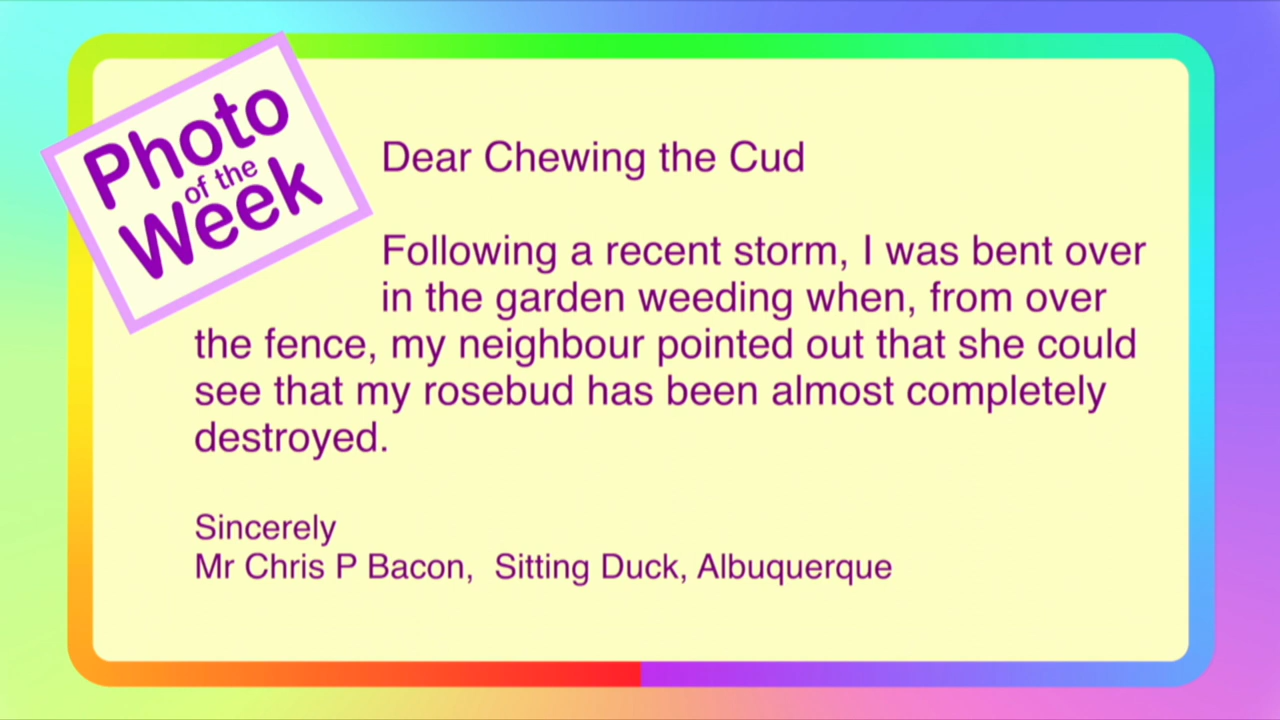 Photo
of the
Week
Dear Chewing the Cud
Following a recent storm, I was bent over
in the garden weeding when, from over
the fence, my neighbour pointed out that she could
see that my rosebud has been almost completely
destroyed.
Sincerely
Mr Chris P Bacon,  Sitting Duck, Albuquerque